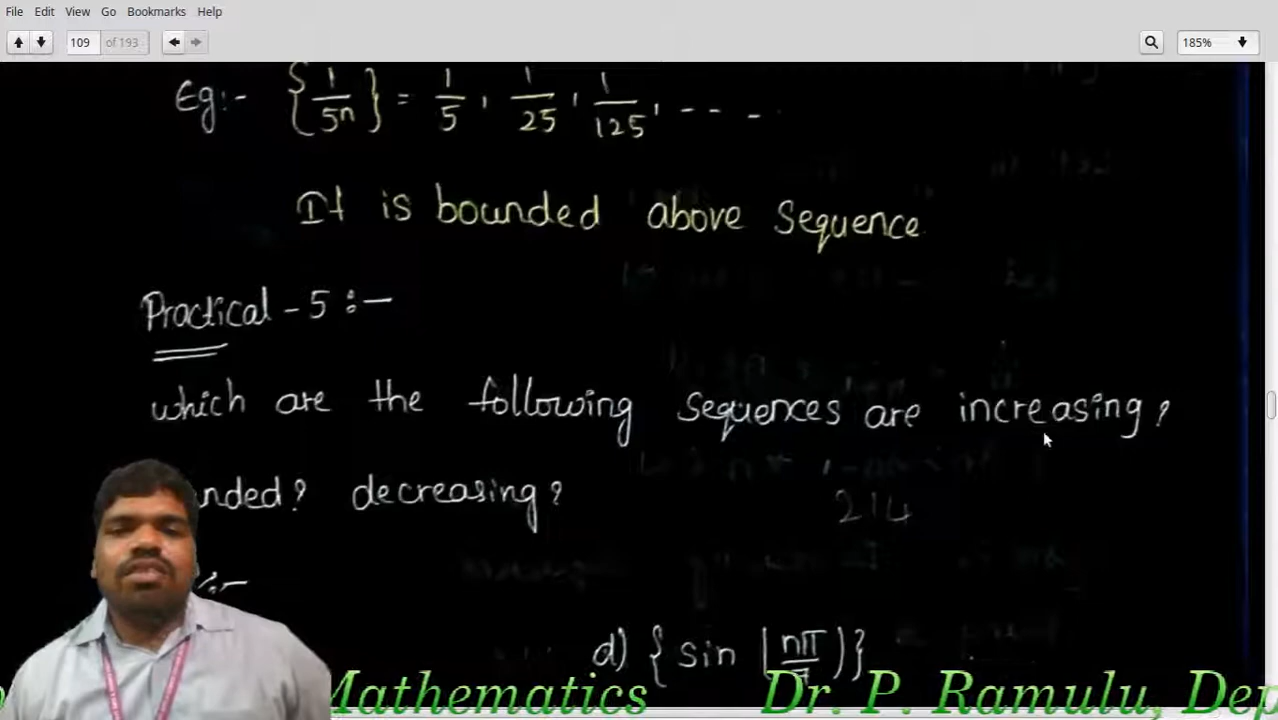 File Edit View Go Bookmarks Help
109 of 193 185%
Eg:- {1/5ⁿ} = 1/5, 1/25, 1/125, -- -
It is bounded above Sequence
Practical - 5 :-
which are the following sequences are increasing?
nded? decreasing?
:-
214
d) {sin (nπ
Mathematics Dr. P. Ramulu, Dep